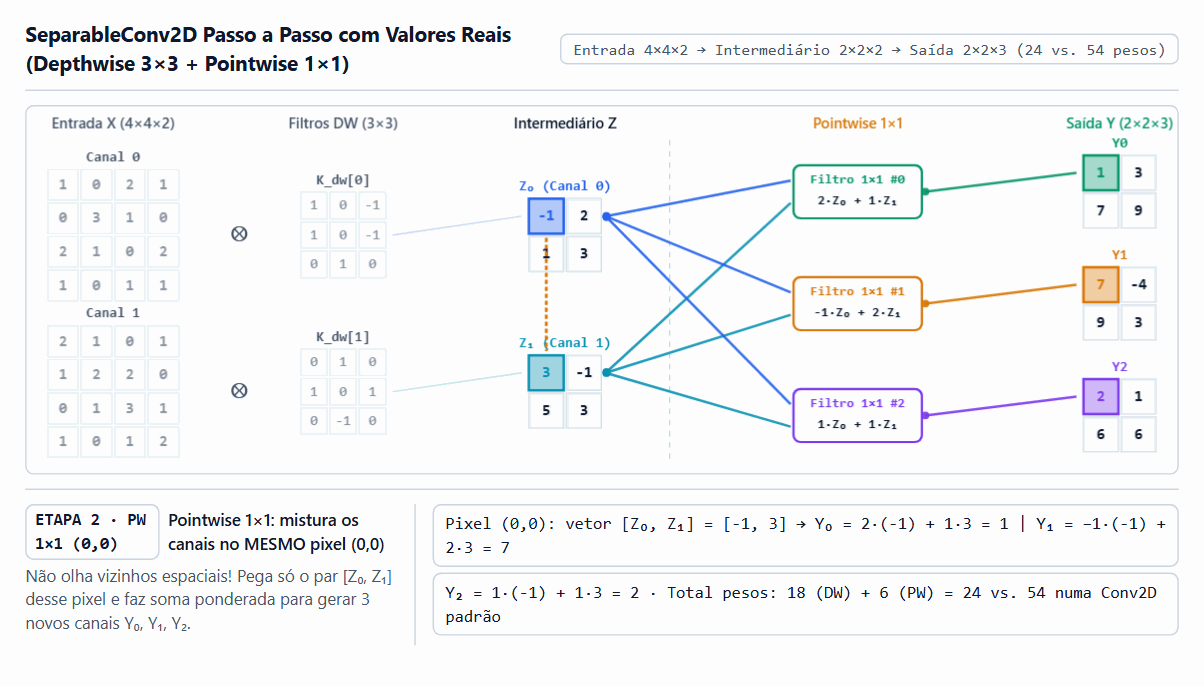 SeparableConv2D Passo a Passo com Valores Reais
(Depthwise 3×3 + Pointwise 1×1)
Entrada 4×4×2 → Intermediário 2×2×2 → Saída 2×2×3 (24 vs. 54 pesos)
Entrada X (4×4×2)
Canal 0
1 0 2 1
0 3 1 0
2 1 0 2
1 0 1 1
Canal 1
2 1 0 1
1 2 2 0
0 1 3 1
1 0 1 2
⊗
⊗
Filtros DW (3×3)
K_dw[0]
1 0 -1
1 0 -1
0 1 0
K_dw[1]
0 1 0
1 0 1
0 -1 0
Intermediário Z
Z₀ (Canal 0)
-1 2
1 3
Z₁ (Canal 1)
3 -1
5 3
Pointwise 1×1
Filtro 1×1 #0
2·Z₀ + 1·Z₁
Filtro 1×1 #1
-1·Z₀ + 2·Z₁
Filtro 1×1 #2
1·Z₀ + 1·Z₁
Saída Y (2×2×3)
Y0
1 3
7 9
Y1
7 -4
9 3
Y2
2 1
6 6
ETAPA 2 · PW
1×1 (0,0)
Pointwise 1×1: mistura os
canais no MESMO pixel (0,0)
Não olha vizinhos espaciais! Pega só o par [Z₀, Z₁]
desse pixel e faz soma ponderada para gerar 3
novos canais Y₀, Y₁, Y₂.
Pixel (0,0): vetor [Z₀, Z₁] = [-1, 3] → Y₀ = 2·(-1) + 1·3 = 1 | Y₁ = −1·(-1) +
2·3 = 7
Y₂ = 1·(-1) + 1·3 = 2 · Total pesos: 18 (DW) + 6 (PW) = 24 vs. 54 numa Conv2D
padrão